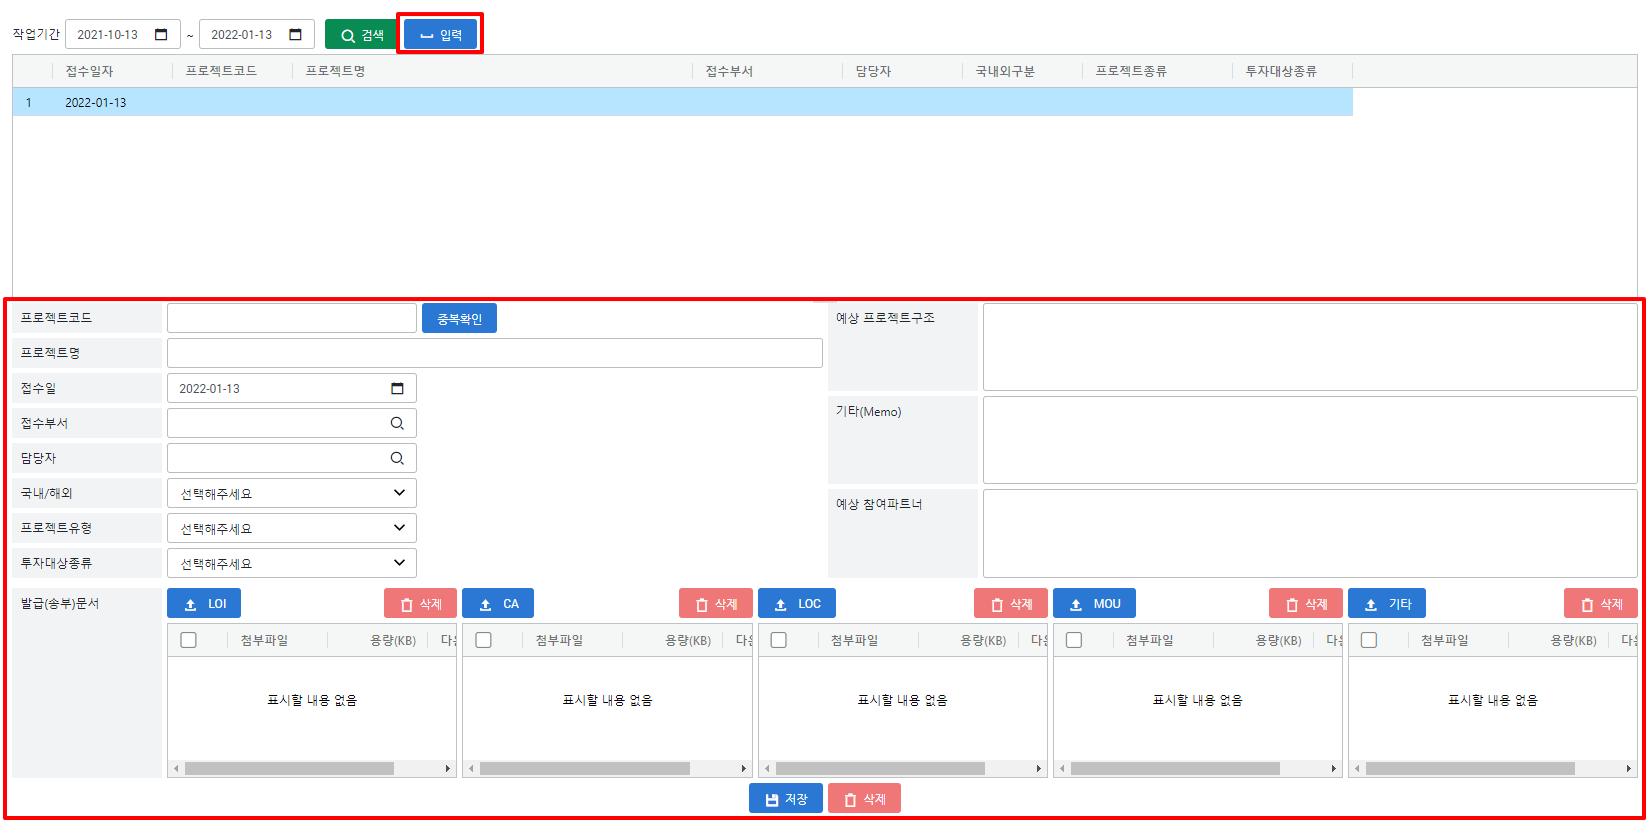 작업기간 2021-10-13 ~ 2022-01-13 검색 입력
접수일자 프로젝트코드 프로젝트명 접수부서 담당자 국내외구분 프로젝트종류 투자대상종류
1 2022-01-13
프로젝트코드 중복확인
프로젝트명
접수일 2022-01-13
접수부서
담당자
국내/해외 선택해주세요
프로젝트유형 선택해주세요
투자대상종류 선택해주세요
예상 프로젝트구조
기타(Memo)
예상 참여파트너
발급(송부)문서 LOI 삭제 CA 삭제 LOC 삭제 MOU 삭제 기타 삭제
첨부파일 용량(KB) 첨부파일 용량(KB) 첨부파일 용량(KB) 첨부파일 용량(KB) 첨부파일 용량(KB)
표시할 내용 없음 표시할 내용 없음 표시할 내용 없음 표시할 내용 없음 표시할 내용 없음
저장 삭제